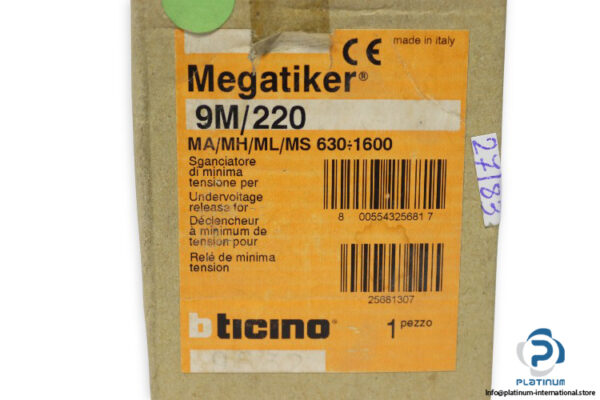 CE
made in italy
Megatiker®
9M/220
MA/MH/ML/MS 630÷1600
Sganciatore
di minima
tensione per
Undervoltage
release for
Déclencheur
à minimum de
tension pour
Relé de minima
tension
8 005543256817
25681307
bticino®
1 pezzo
27183
PLATINUM
Info@platinum-international.store